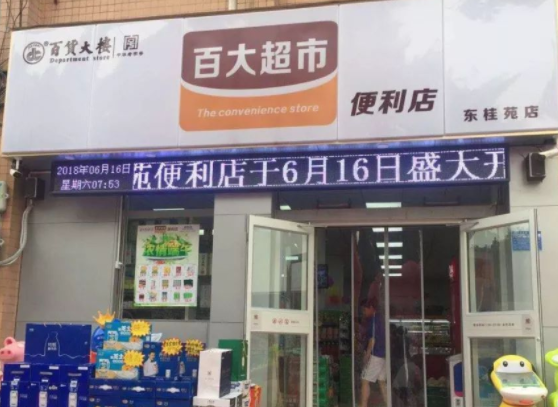 百货大楼
Department store
百大超市
The convenience store
便利店
东桂苑店
2018年06月16日
星期六07:53
苑便利店于6月16日盛大开